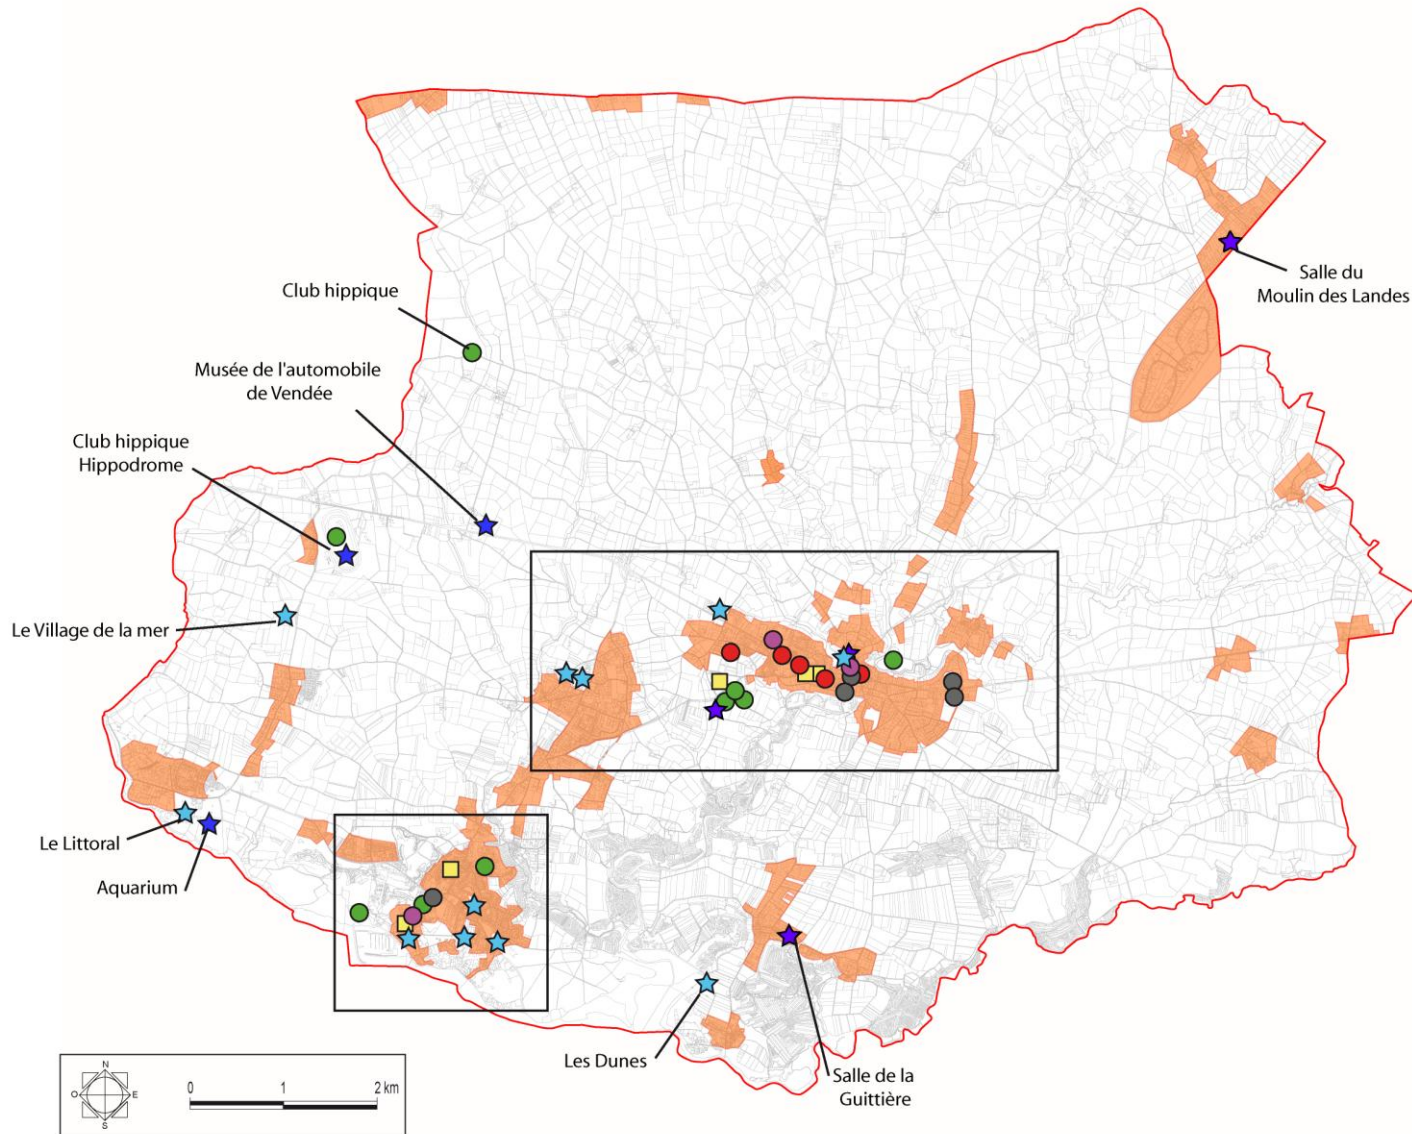 Salle du
Moulin des Landes
Club hippique
Musée de l'automobile
de Vendée
Club hippique
Hippodrome
Le Village de la mer
Le Littoral
Aquarium
Les Dunes
Salle de la
Guittière
N
O E
S
0 1 2 km